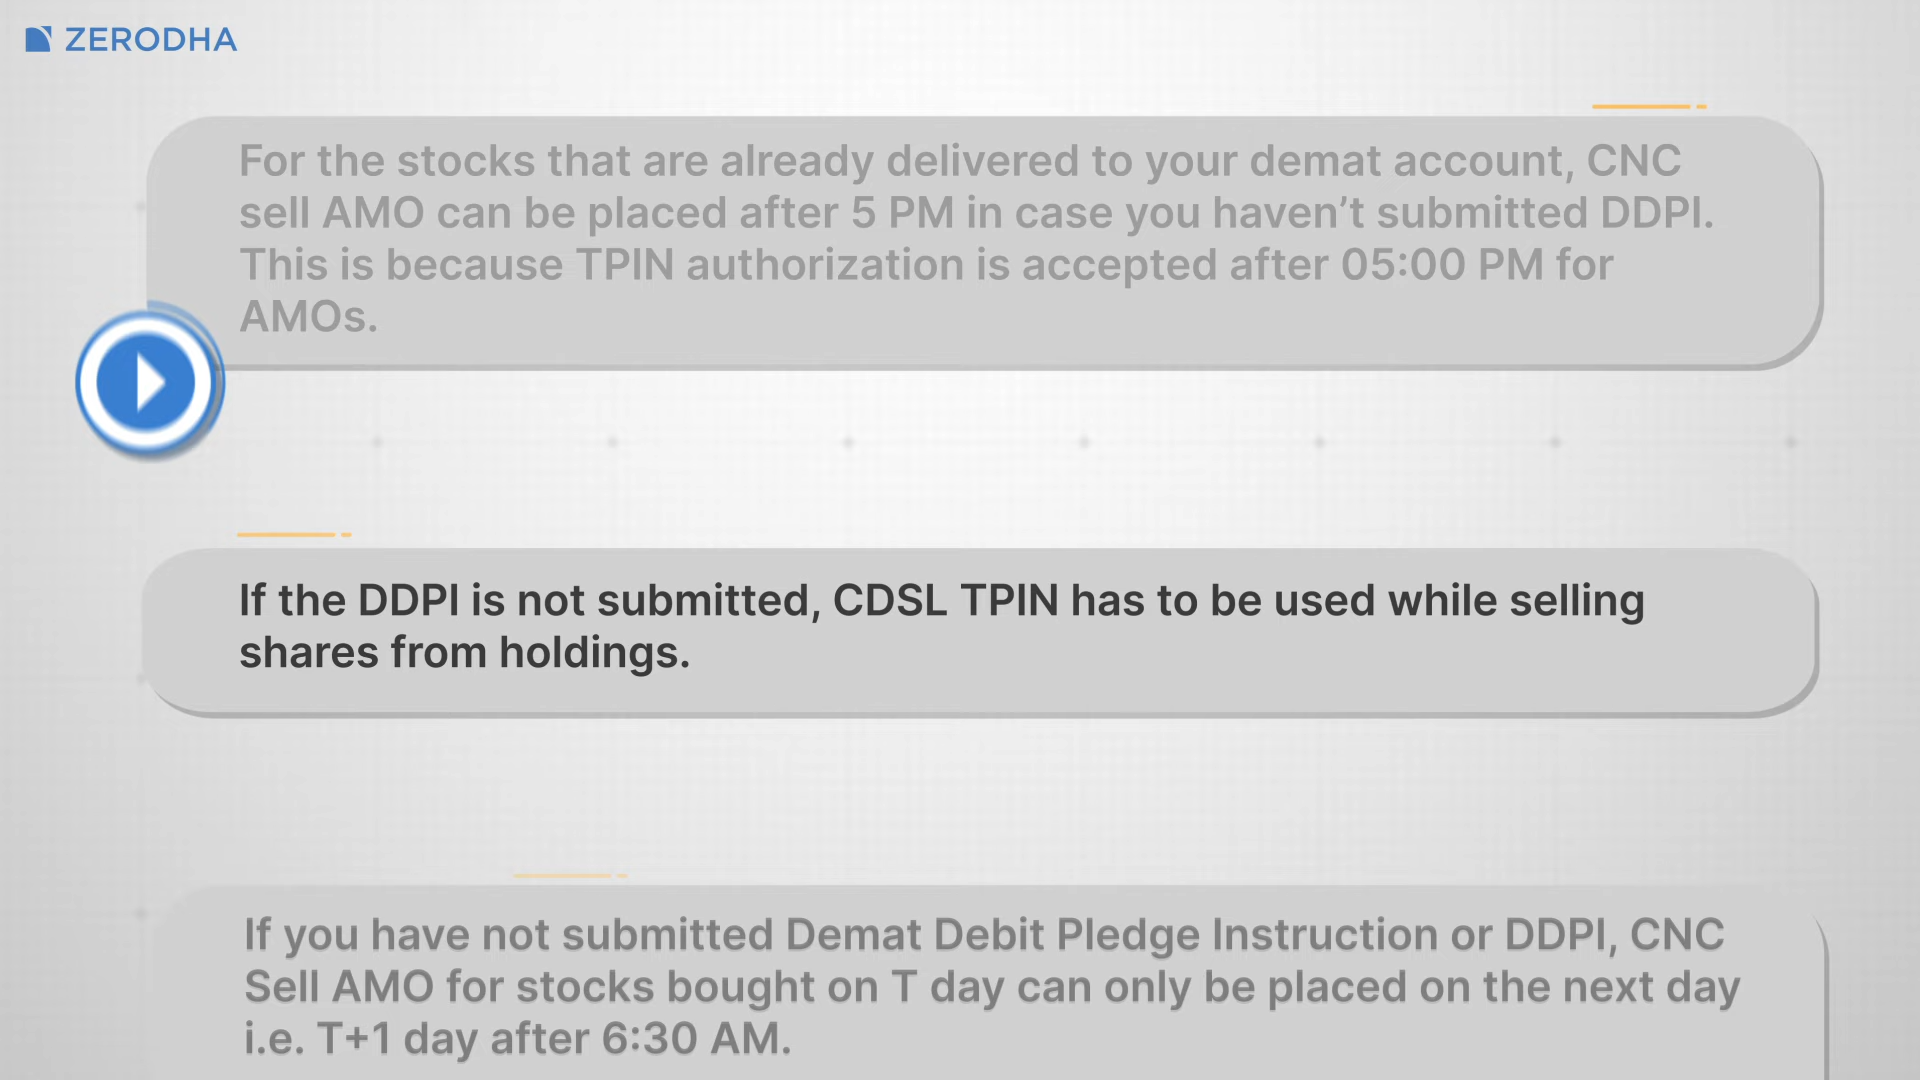 ZERODHA
For the stocks that are already delivered to your demat account, CNC
sell AMO can be placed after 5 PM in case you haven’t submitted DDPI.
This is because TPIN authorization is accepted after 05:00 PM for
AMOs.
If the DDPI is not submitted, CDSL TPIN has to be used while selling
shares from holdings.
If you have not submitted Demat Debit Pledge Instruction or DDPI, CNC
Sell AMO for stocks bought on T day can only be placed on the next day
i.e. T+1 day after 6:30 AM.